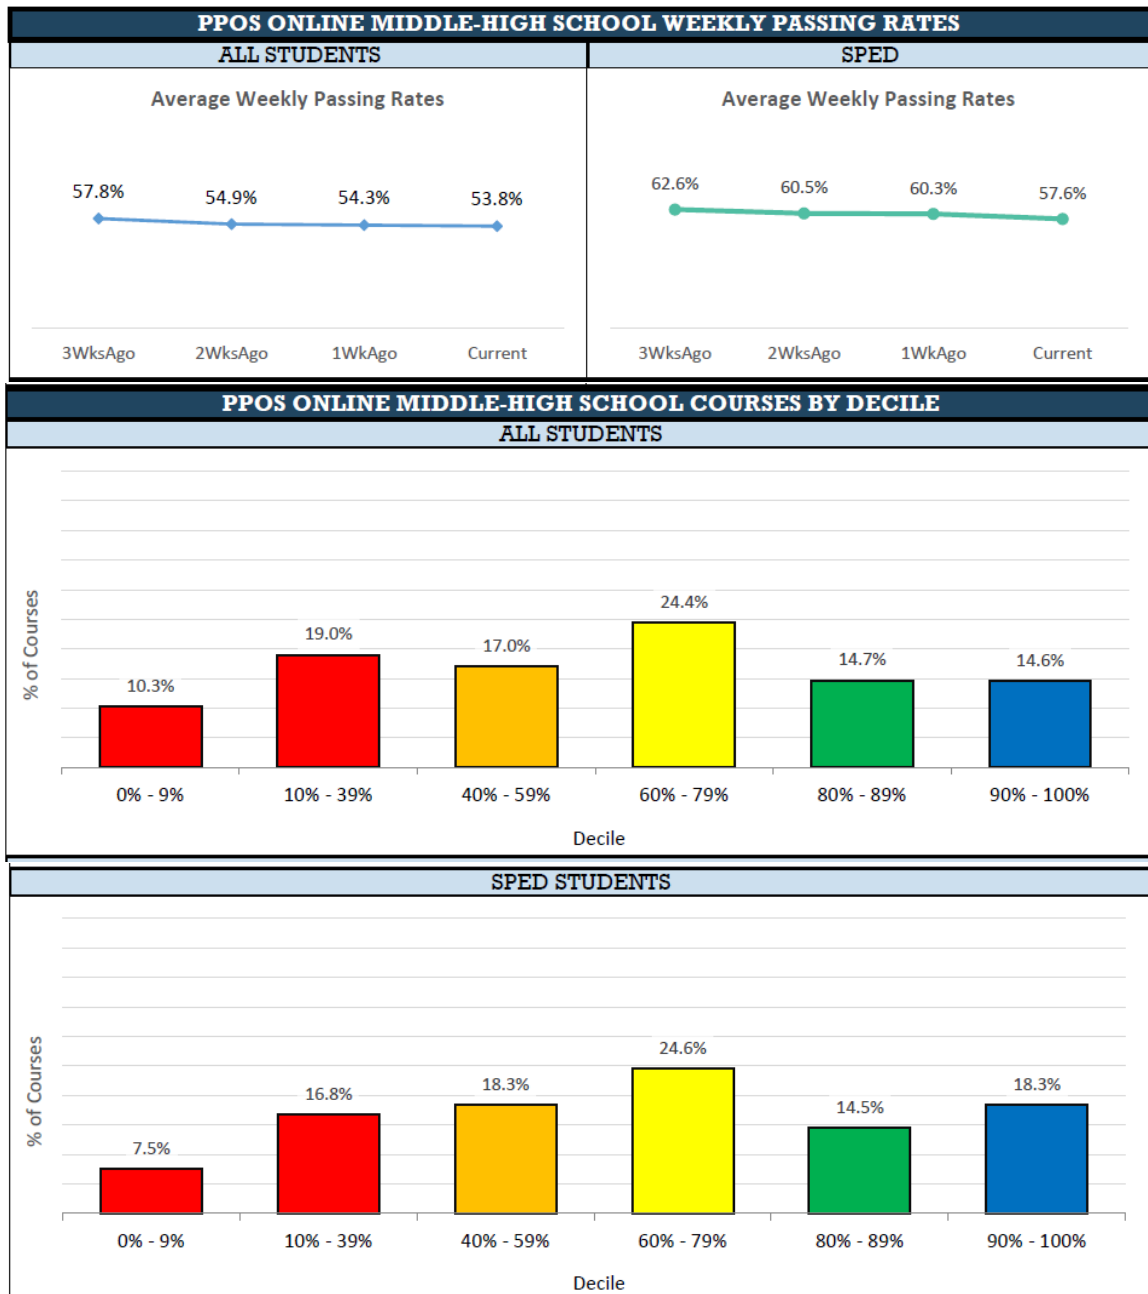 PPOS ONLINE MIDDLE-HIGH SCHOOL WEEKLY PASSING RATES
ALL STUDENTS
SPED
Average Weekly Passing Rates
57.8% 54.9% 54.3% 53.8%
3WksAgo 2WksAgo 1WkAgo Current
Average Weekly Passing Rates
62.6% 60.5% 60.3% 57.6%
3WksAgo 2WksAgo 1WkAgo Current
PPOS ONLINE MIDDLE-HIGH SCHOOL COURSES BY DECILE
ALL STUDENTS
% of Courses
10.3% 19.0% 17.0% 24.4% 14.7% 14.6%
0% - 9% 10% - 39% 40% - 59% 60% - 79% 80% - 89% 90% - 100%
Decile
SPED STUDENTS
% of Courses
7.5% 16.8% 18.3% 24.6% 14.5% 18.3%
0% - 9% 10% - 39% 40% - 59% 60% - 79% 80% - 89% 90% - 100%
Decile